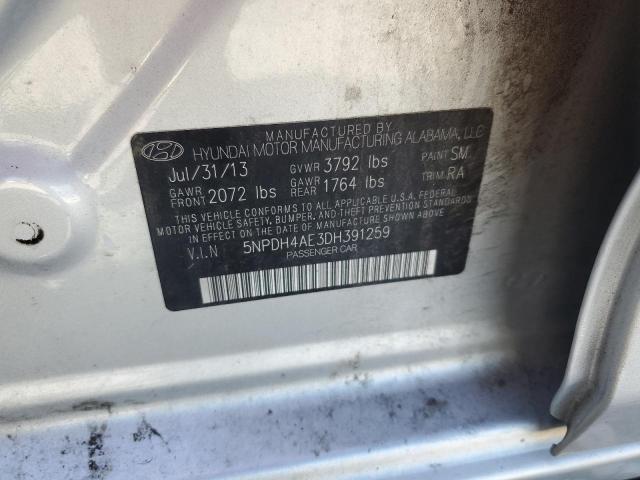 MANUFACTURED BY
HYUNDAI MOTOR MANUFACTURING ALABAMA, LLC
Jul/31/13 GVWR 3792 lbs PAINT SM
GAWR FRONT 2072 lbs GAWR REAR 1764 lbs TRIM RA
THIS VEHICLE CONFORMS TO ALL APPLICABLE U.S.A. FEDERAL
MOTOR VEHICLE SAFETY, BUMPER, AND THEFT PREVENTION STANDARDS
IN EFFECT ON THE DATE OF MANUFACTURE SHOWN ABOVE.
V.I.N 5NPDH4AE3DH391259
PASSENGER CAR